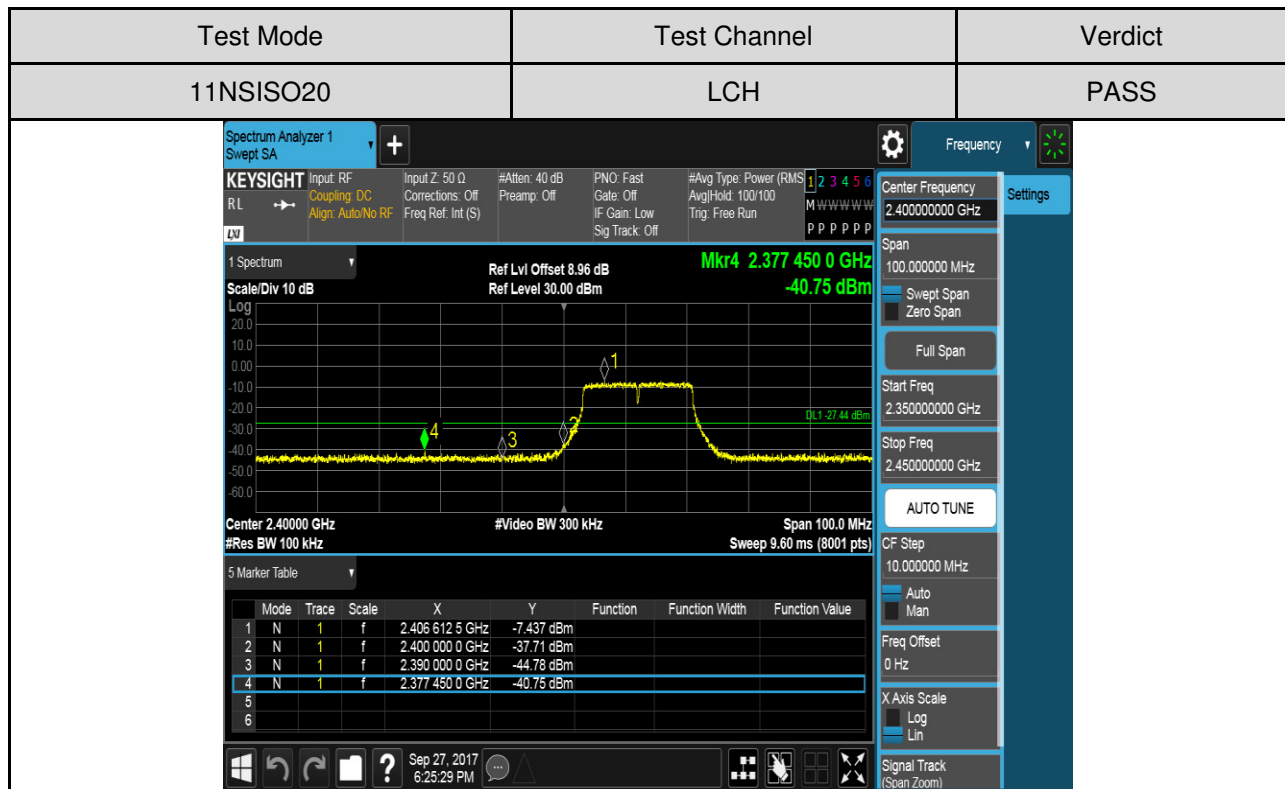 Test Mode Test Channel Verdict
11NSISO20 LCH PASS
Spectrum Analyzer 1
Swept SA
+
Frequency
KEYSIGHT
RL
LXI
Input: RF
Coupling: DC
Align: Auto/No RF
Input Z: 50 Ω
Corrections: Off
Freq Ref: Int (S)
#Atten: 40 dB
Preamp: Off
PNO: Fast
Gate: Off
IF Gain: Low
Sig Track: Off
#Avg Type: Power (RMS
Avg|Hold: 100/100
Trig: Free Run
1 2 3 4 5 6
M W W W W W
P P P P P P
1 Spectrum
Scale/Div 10 dB
Ref Lvl Offset 8.96 dB
Ref Level 30.00 dBm
Mkr4 2.377 450 0 GHz
-40.75 dBm
Log
20.0
10.0
0.00
-10.0
-20.0
-30.0
-40.0
-50.0
-60.0
1
2
3
4
DL1 -27.44 dBm
Center 2.40000 GHz #Video BW 300 kHz Span 100.0 MHz
#Res BW 100 kHz Sweep 9.60 ms (8001 pts)
5 Marker Table
Mode Trace Scale X Y Function Function Width Function Value
1 N 1 f 2.406 612 5 GHz -7.437 dBm
2 N 1 f 2.400 000 0 GHz -37.71 dBm
3 N 1 f 2.390 000 0 GHz -44.78 dBm
4 N 1 f 2.377 450 0 GHz -40.75 dBm
5
6
Sep 27, 2017
6:25:29 PM
?
Center Frequency
2.400000000 GHz
Settings
Span
100.000000 MHz
Swept Span
Zero Span
Full Span
Start Freq
2.350000000 GHz
Stop Freq
2.450000000 GHz
AUTO TUNE
CF Step
10.000000 MHz
Auto
Man
Freq Offset
0 Hz
X Axis Scale
Log
Lin
Signal Track
(Span Zoom)